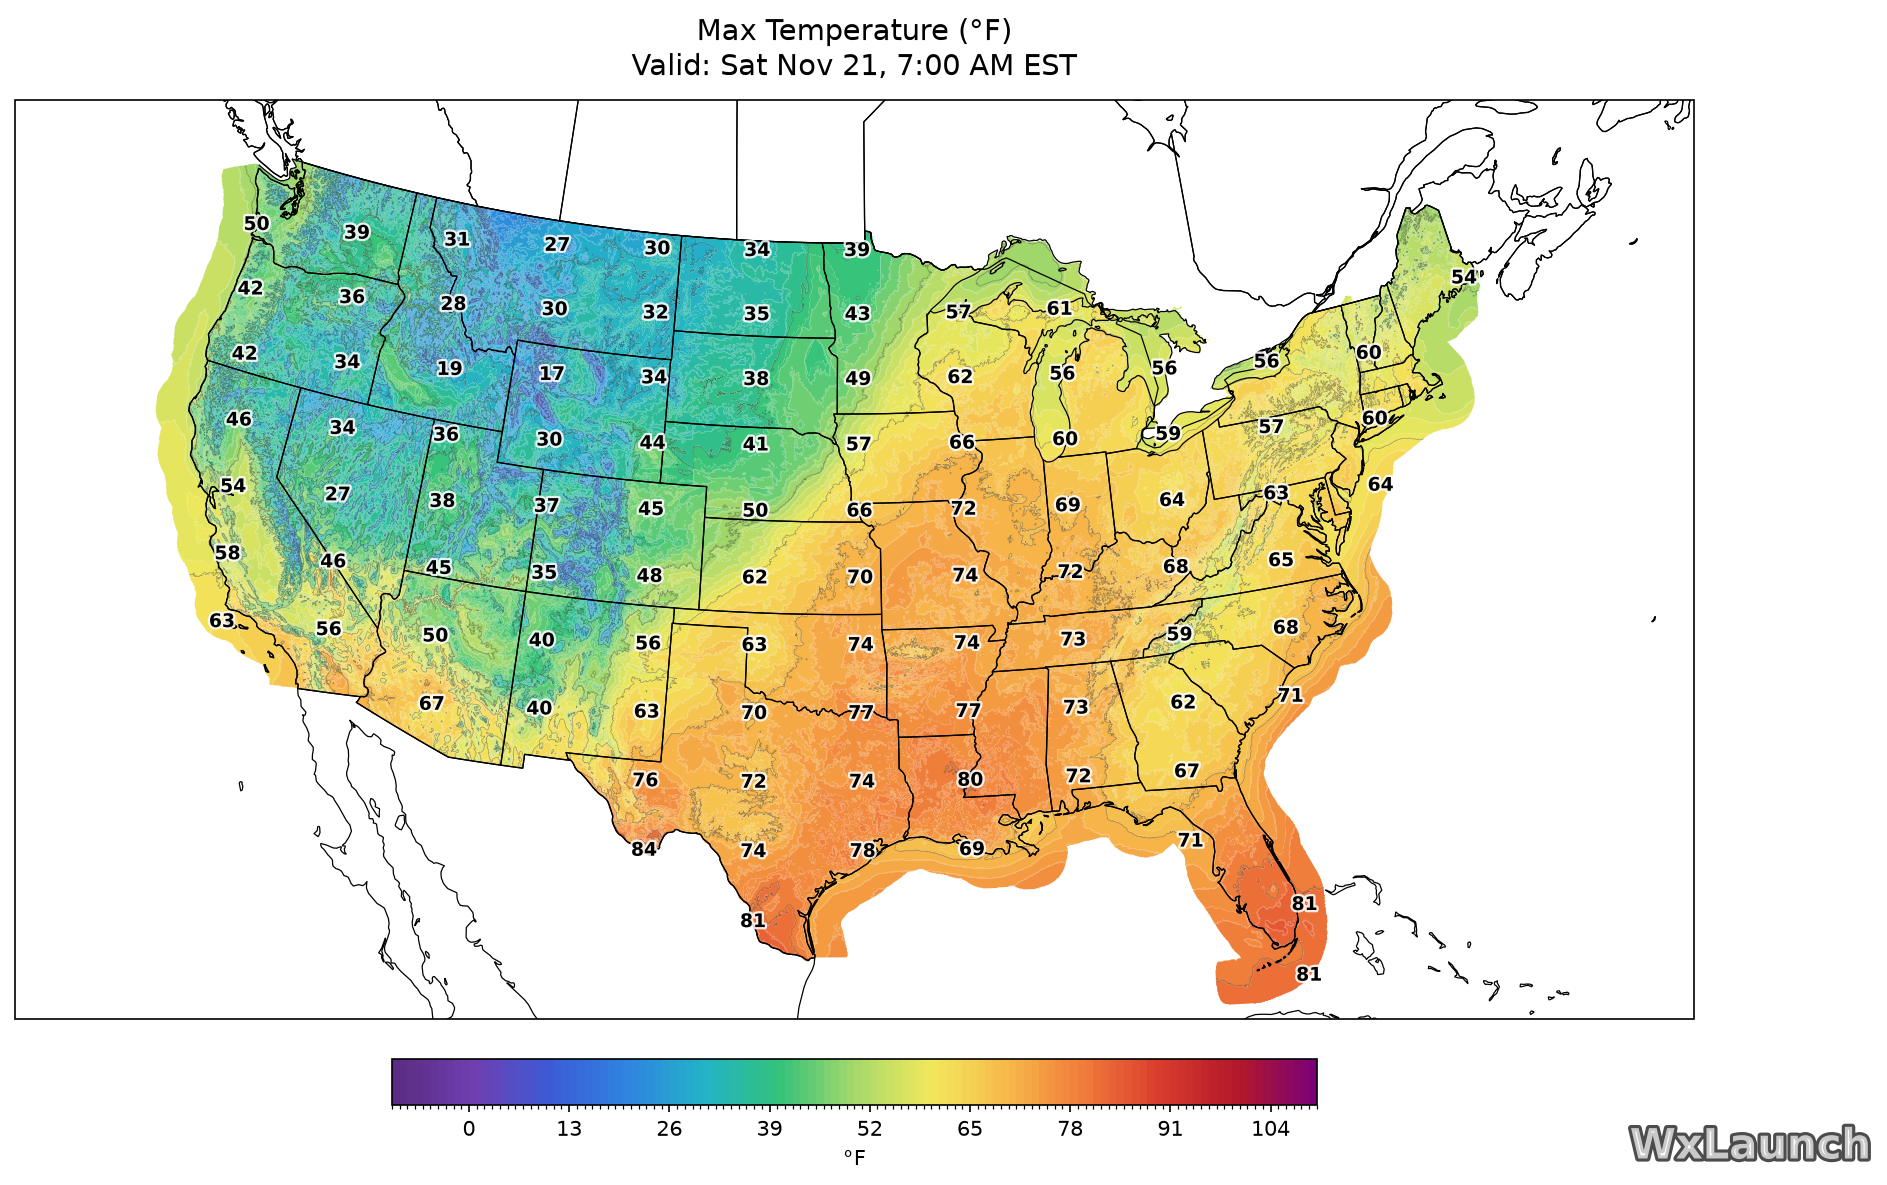 Max Temperature (°F)
Valid: Sat Nov 21, 7:00 AM EST
50 39 31 27 30 34 39
42 36 28 30 32 35 43 57 61 54
42 34 19 17 34 38 49 62 56 56 56 60
46 34 36 30 44 41 57 66 60 59 57 60
54 27 38 37 45 50 66 72 69 64 63 64
58 46 45 35 48 62 70 74 72 68 65
63 56 50 40 56 63 74 74 73 59 68
67 40 63 70 77 77 73 62 71
76 72 74 80 72 67
84 74 78 69 71
81 81
81
0 13 26 39 52 65 78 91 104
°F
WxLaunch